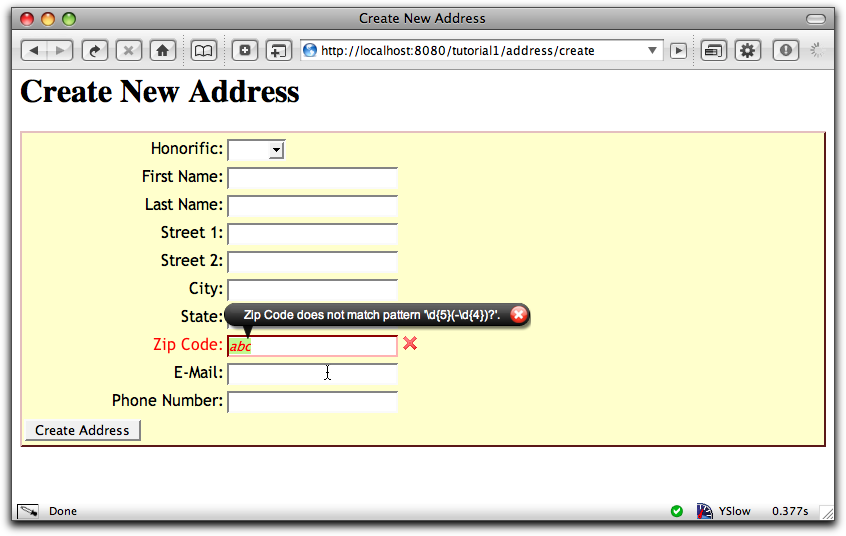 Create New Address
http://localhost:8080/tutorial1/address/create
Create New Address
Honorific:
First Name:
Last Name:
Street 1:
Street 2:
City:
State:
Zip Code does not match pattern '\d{5}(-\d{4})?'.
Zip Code:
abc
E-Mail:
Phone Number:
Create Address
Done
YSlow
0.377s